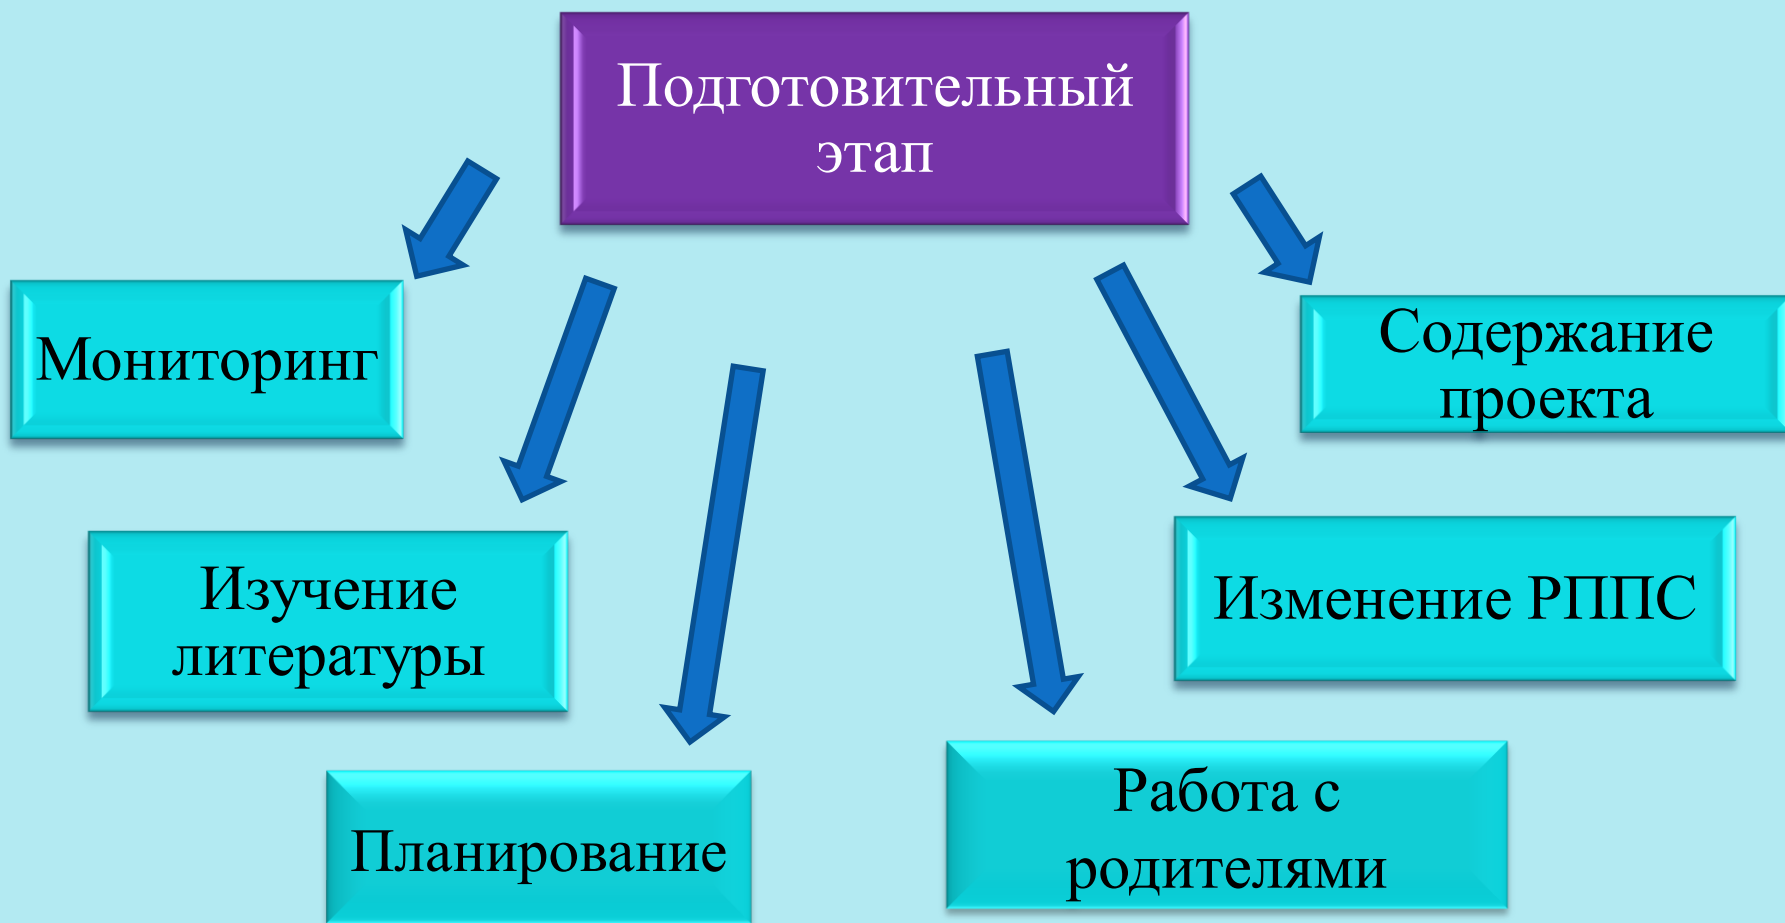 Подготовительный
этап
Мониторинг
Содержание
проекта
Изучение
литературы
Изменение РППС
Планирование
Работа с
родителями